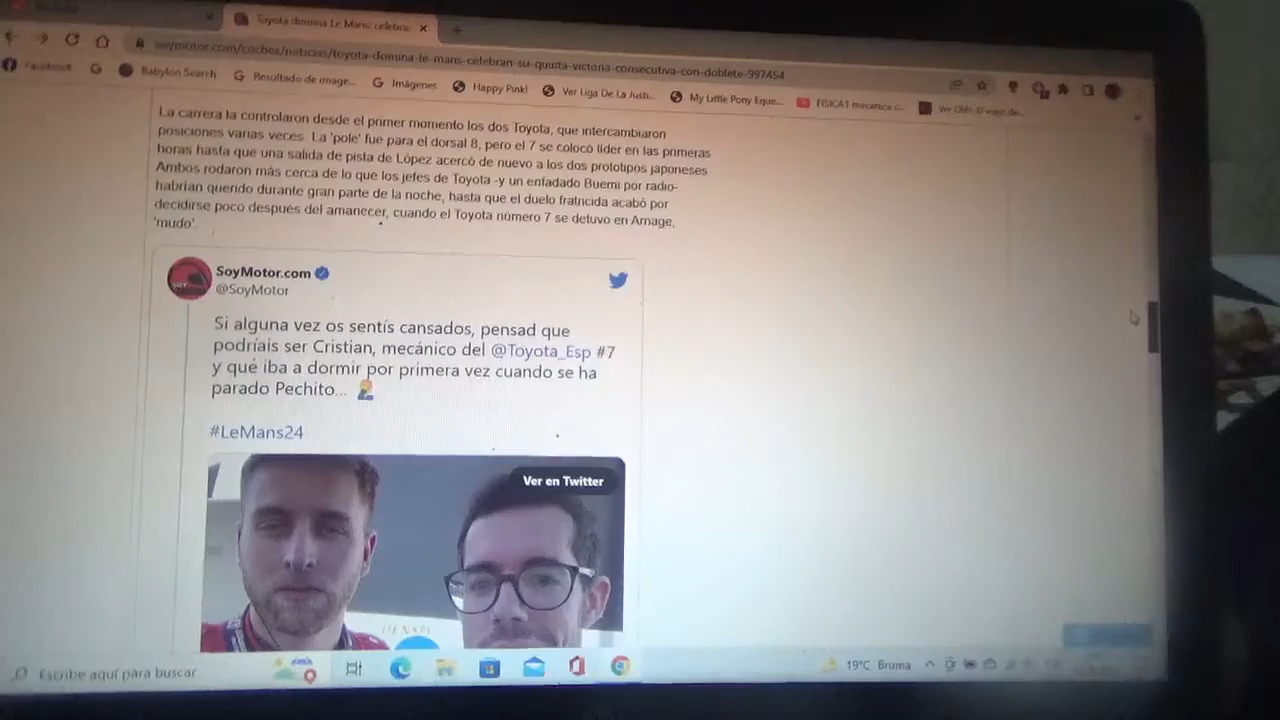 Toyota domina Le Mans: celebra
soymotor.com/coches/noticias/toyota-domina-le-mans-celebran-su-quinta-victoria-consecutiva-con-doblete-997454
Facebook
Babylon Search
Resultado de image...
Imágenes
Happy Pink!
Ver Liga De La Justi...
My Little Pony Eque...
FISICA1 mecanica c...
La carrera la controlaron desde el primer momento los dos Toyota, que intercambiaron
posiciones varias veces. La 'pole' fue para el dorsal 8, pero el 7 se colocó líder en las primeras
horas hasta que una salida de pista de López acercó de nuevo a los dos prototipos japoneses.
Ambos rodaron más cerca de lo que los jefes de Toyota -y un enfadado Buemi por radio-
habrían querido durante gran parte de la noche, hasta que el duelo fratricida acabó por
decidirse poco después del amanecer, cuando el Toyota número 7 se detuvo en Arnage,
'mudo'.
SoyMotor.com
@SoyMotor
Si alguna vez os sentís cansados, pensad que
podríais ser Cristian, mecánico del @Toyota_Esp #7
y que iba a dormir por primera vez cuando se ha
parado Pechito...
#LeMans24
Ver en Twitter
Escribe aquí para buscar
19°C Bruma